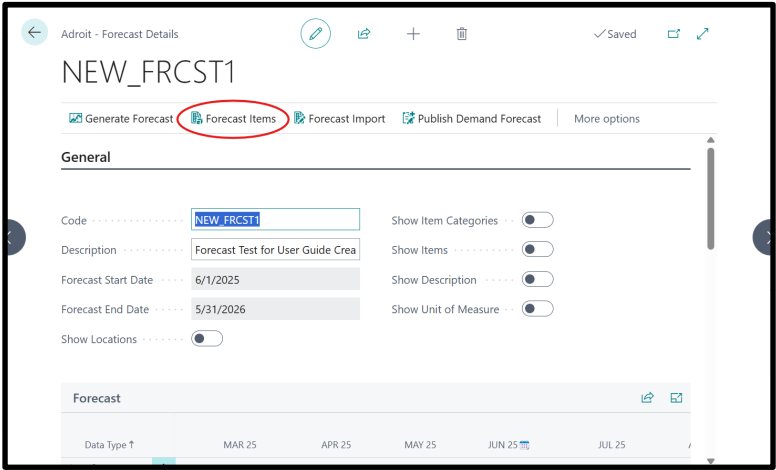 Adroit - Forecast Details
Saved
NEW_FRCST1
Generate Forecast Forecast Items Forecast Import Publish Demand Forecast More options
General
Code NEW_FRCST1 Show Item Categories
Description Forecast Test for User Guide Crea Show Items
Forecast Start Date 6/1/2025 Show Description
Forecast End Date 5/31/2026 Show Unit of Measure
Show Locations
Forecast
Data Type ↑ MAR 25 APR 25 MAY 25 JUN 25 JUL 25